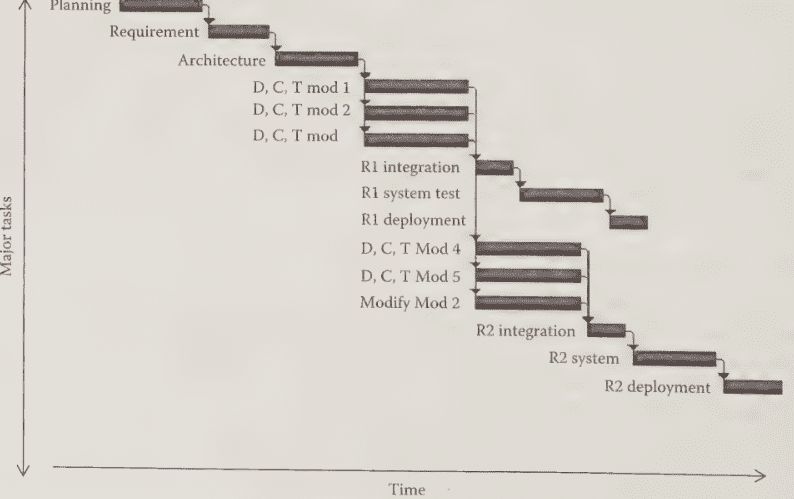 Planning
Requirement
Architecture
D, C, T mod 1
D, C, T mod 2
D, C, T mod
R1 integration
R1 system test
R1 deployment
D, C, T Mod 4
D, C, T Mod 5
Modify Mod 2
R2 integration
R2 system
R2 deployment
Major tasks
Time